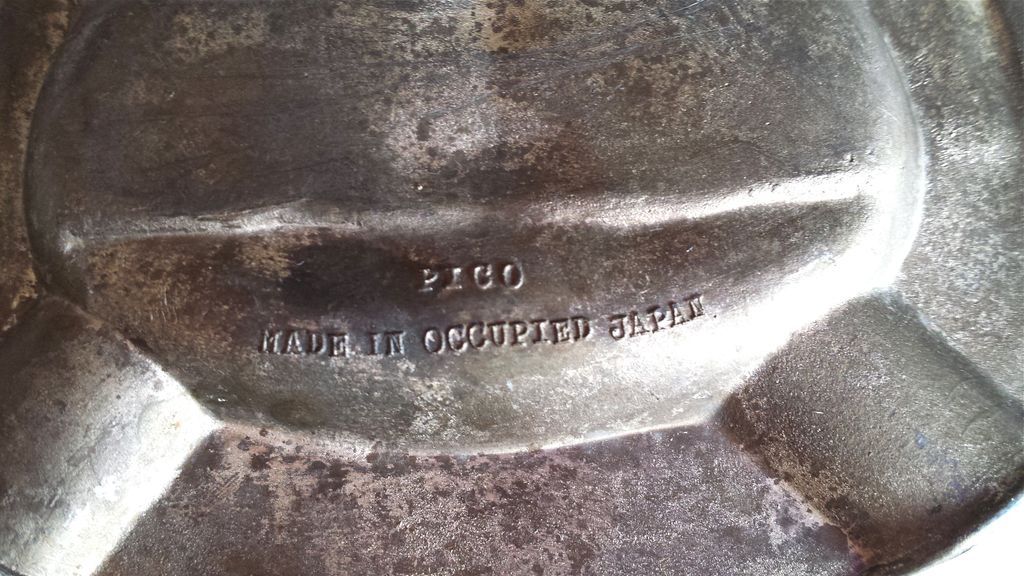 PICO
MADE IN OCCUPIED JAPAN